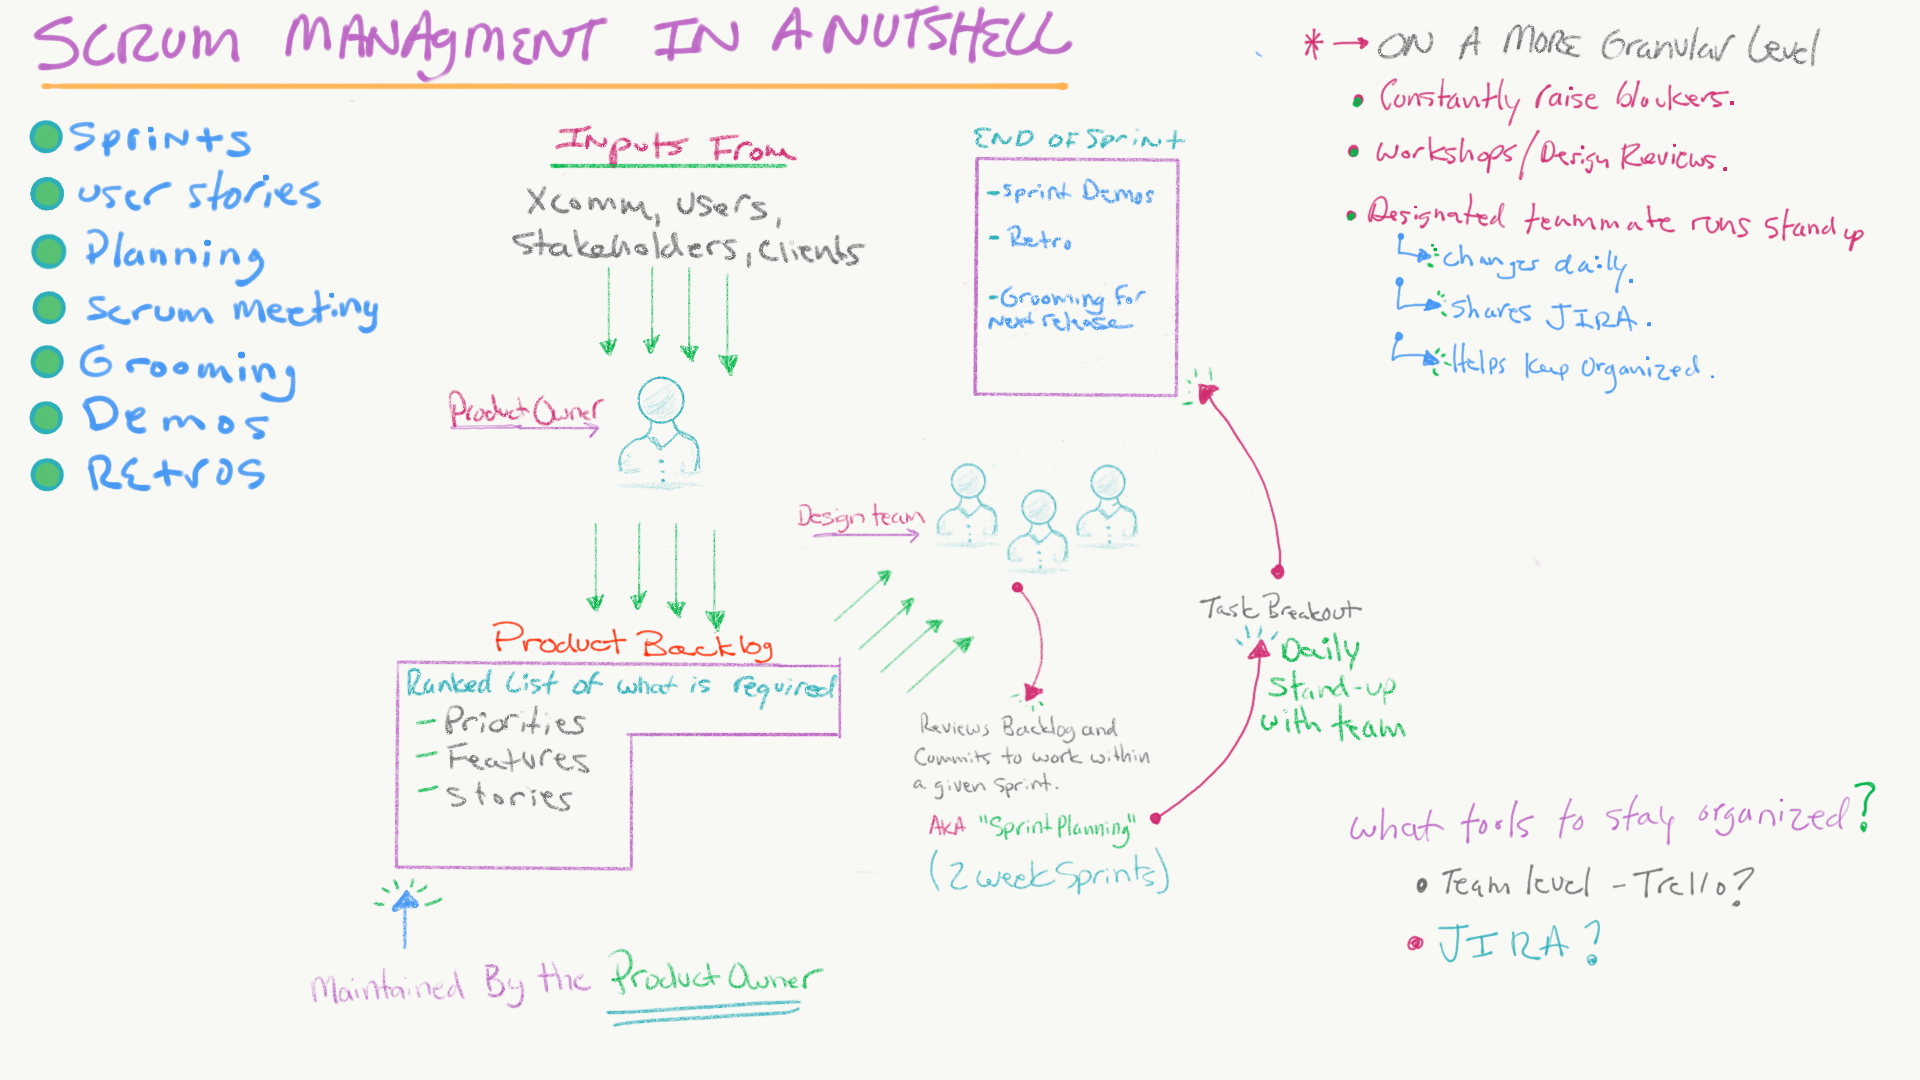 SCRUM MANAGMENT IN A NUTSHELL
Sprints
User stories
Planning
Scrum Meeting
Grooming
Demos
Retros
Inputs From
Xcomm, Users,
Stakeholders, Clients
Product Owner
Product Backlog
Ranked List of what is required
- Priorities
- Features
- Stories
Maintained By the Product Owner
Design team
Reviews Backlog and
Commits to work within
a given Sprint.
AKA "Sprint Planning"
(2 week Sprints)
Task Breakout
Daily
Stand-up
with team
END OF Sprint
- Sprint Demos
- Retro
- Grooming For
Next release
* → ON A MORE Granular Level
• Constantly raise blockers.
• Workshops/Design Reviews.
• Designated teammate runs stand up
Changes daily.
Shares JIRA.
Helps Keep Organized.
What tools to stay organized?
• Team level - Trello?
• JIRA?